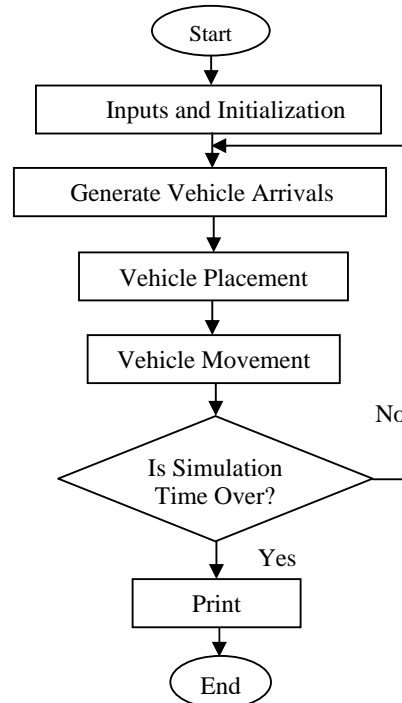 Start
Inputs and Initialization
Generate Vehicle Arrivals
Vehicle Placement
Vehicle Movement
No
Is Simulation
Time Over?
Yes
Print
End